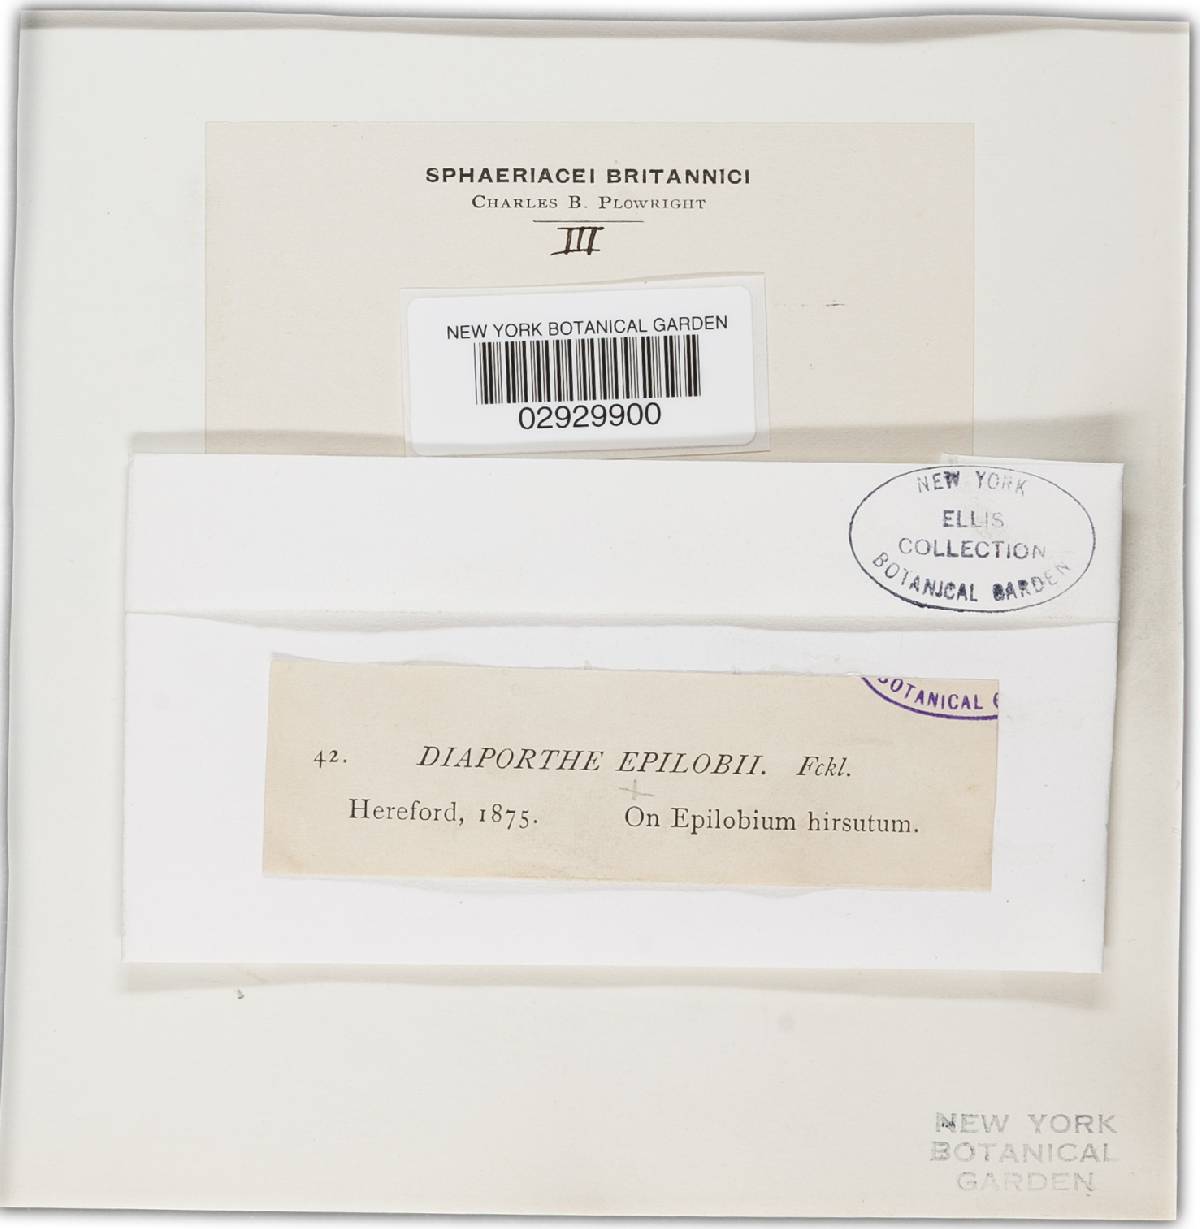 SPHAERIACEI BRITANNICI
CHARLES B. PLOWRIGHT
III
NEW YORK BOTANICAL GARDEN
02929900
NEW YORK
ELLIS
COLLECTION
BOTANICAL GARDEN
BOTANICAL G
42. DIAPORTHE EPILOBII. Fckl.
Hereford, 1875. On Epilobium hirsutum.
NEW YORK
BOTANICAL
GARDEN